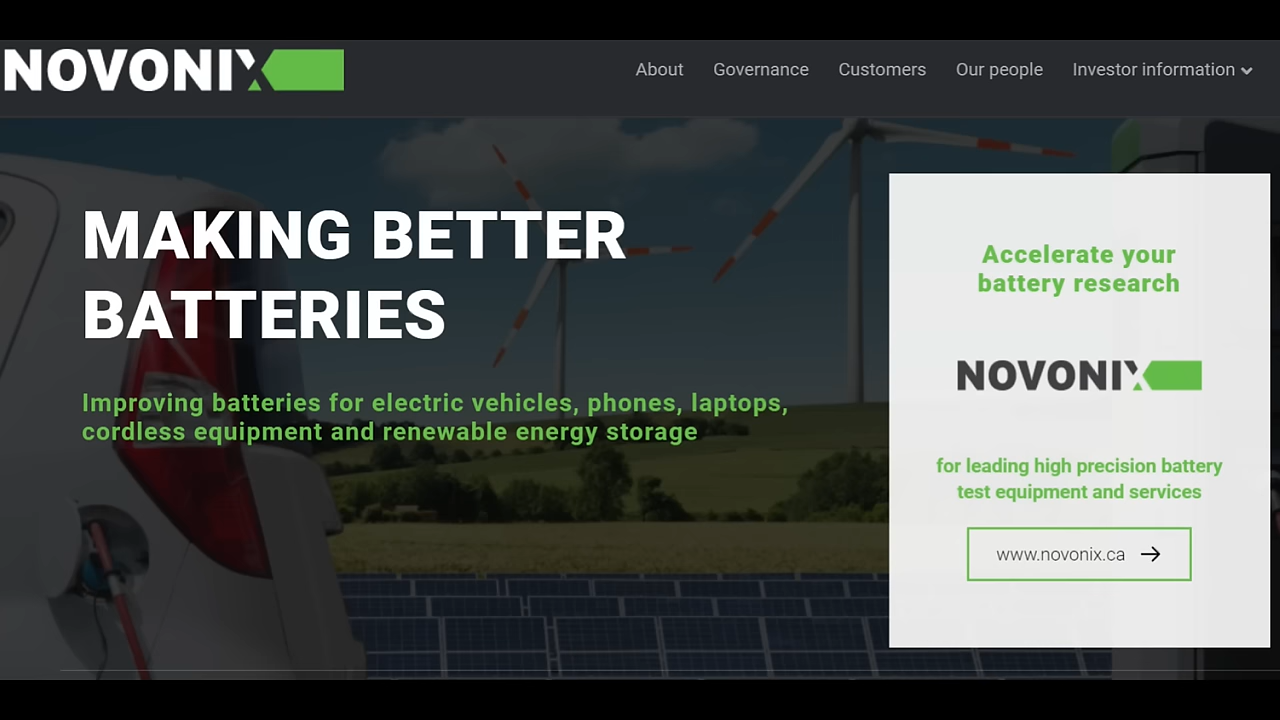 NOVONIX
About Governance Customers Our people Investor information
MAKING BETTER
BATTERIES
Improving batteries for electric vehicles, phones, laptops,
cordless equipment and renewable energy storage
Accelerate your
battery research
NOVONIX
for leading high precision battery
test equipment and services
www.novonix.ca →